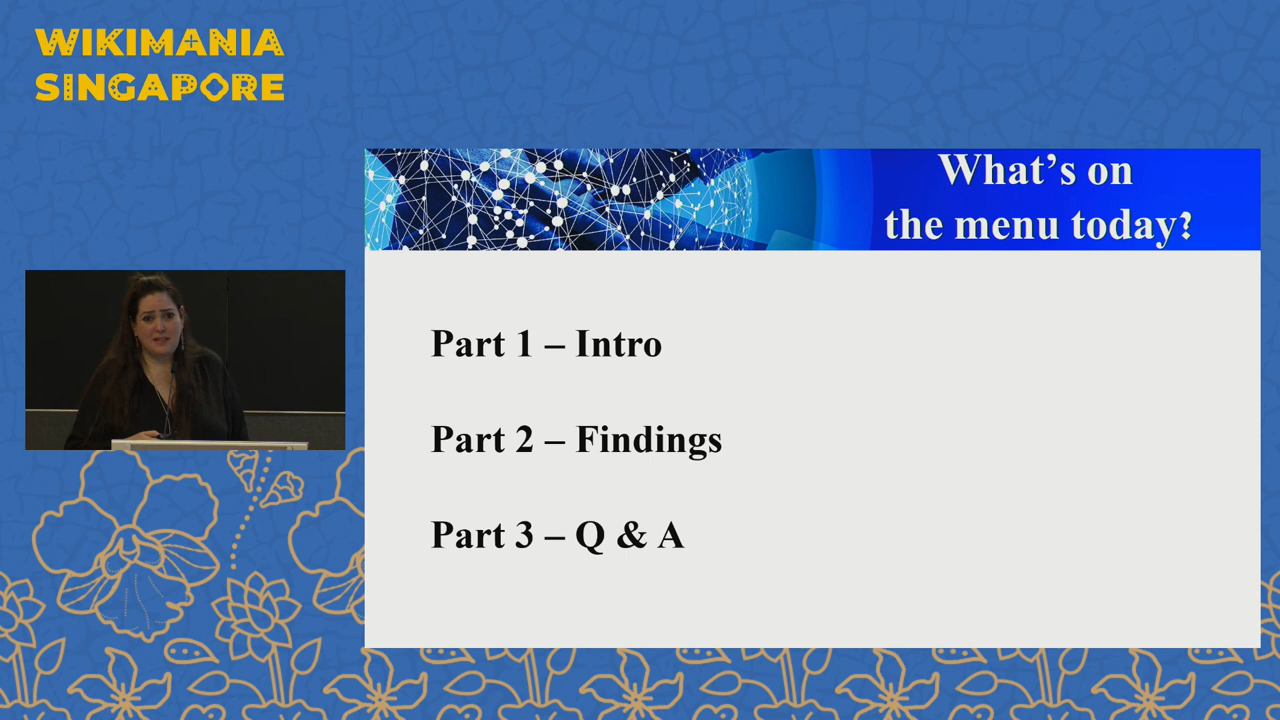 WIKIMANIA
SINGAPORE
What’s on
the menu today?
Part 1 – Intro
Part 2 – Findings
Part 3 – Q & A